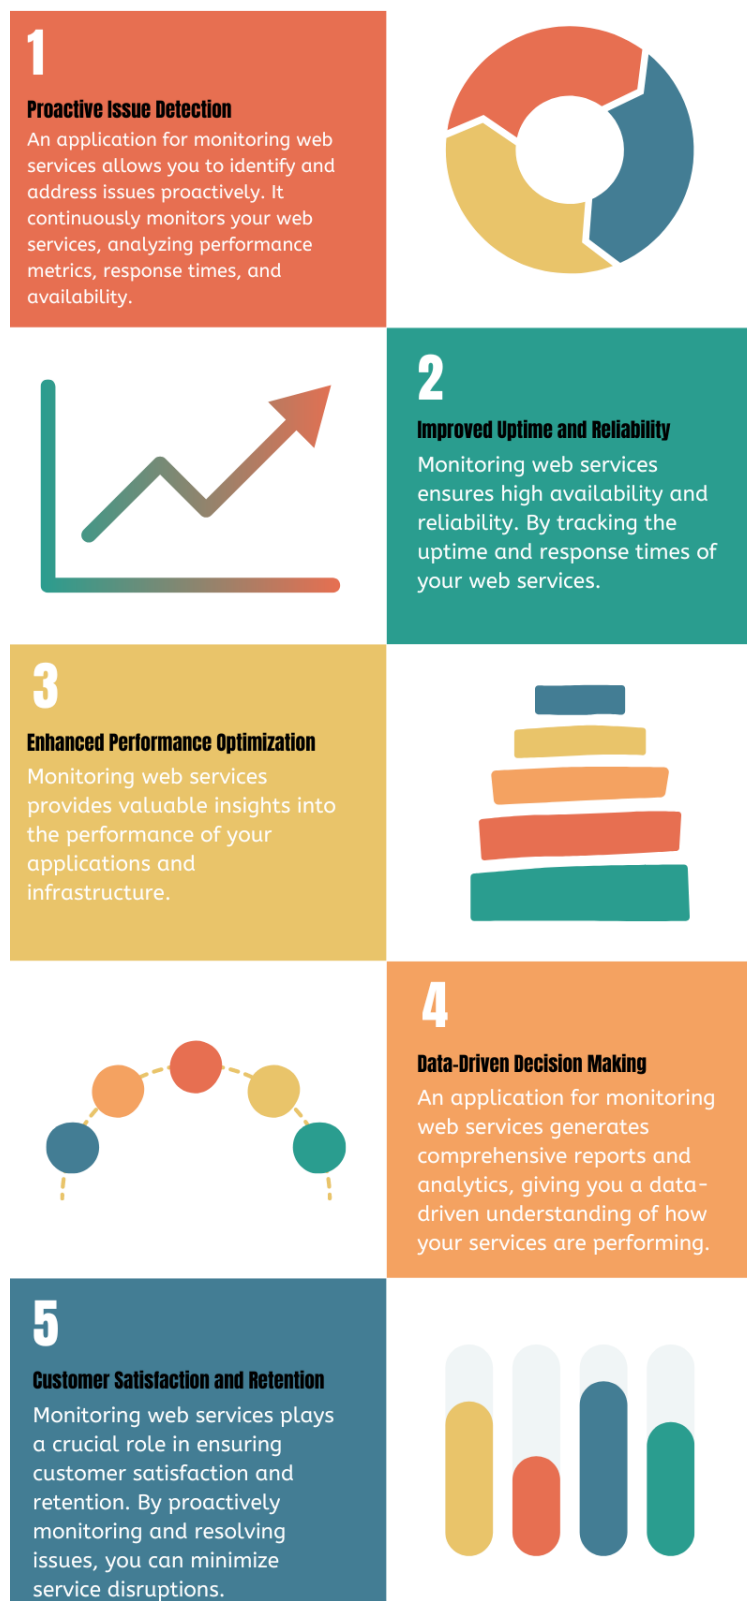 1
Proactive Issue Detection
An application for monitoring web
services allows you to identify and
address issues proactively. It
continuously monitors your web
services, analyzing performance
metrics, response times, and
availability.
2
Improved Uptime and Reliability
Monitoring web services
ensures high availability and
reliability. By tracking the
uptime and response times of
your web services.
3
Enhanced Performance Optimization
Monitoring web services
provides valuable insights into
the performance of your
applications and
infrastructure.
4
Data-Driven Decision Making
An application for monitoring
web services generates
comprehensive reports and
analytics, giving you a data-
driven understanding of how
your services are performing.
5
Customer Satisfaction and Retention
Monitoring web services plays
a crucial role in ensuring
customer satisfaction and
retention. By proactively
monitoring and resolving
issues, you can minimize
service disruptions.